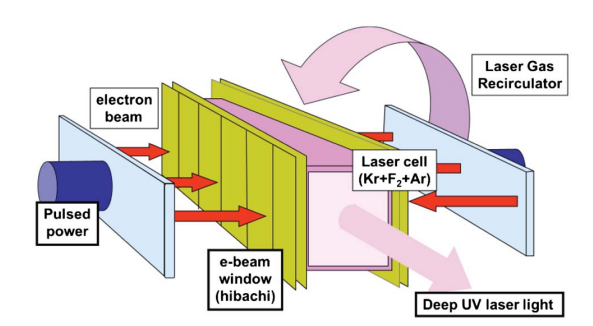 Laser Gas
Recirculator
electron
beam
Laser cell
(Kr+F₂+Ar)
Pulsed
power
e-beam
window
(hibachi)
Deep UV laser light